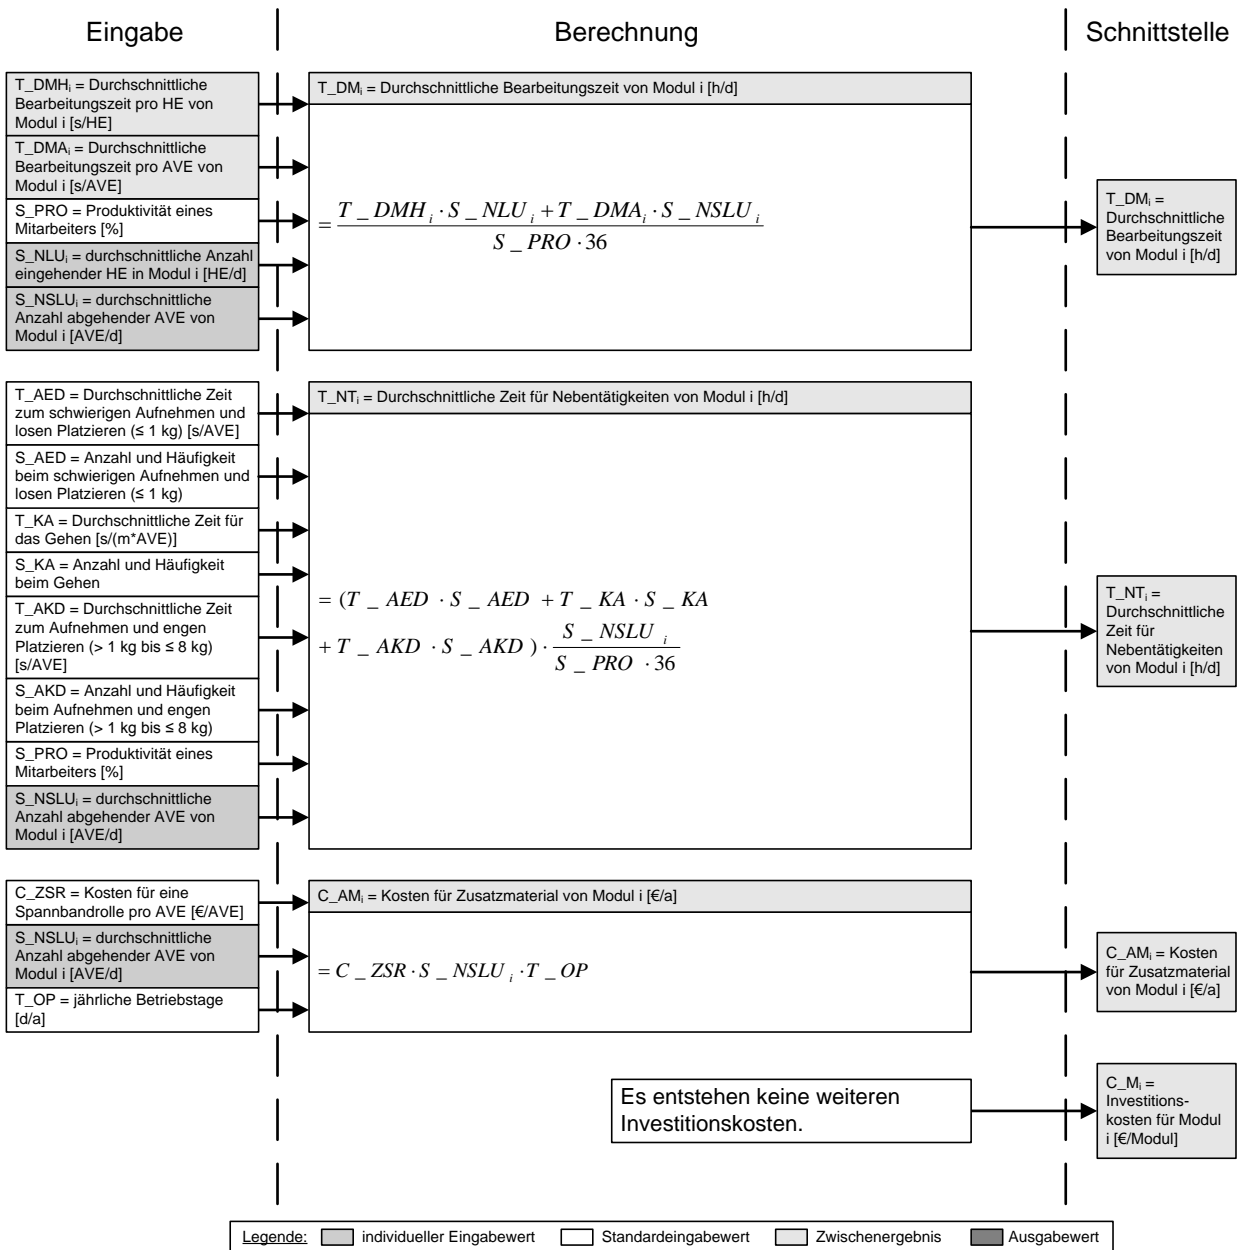 Eingabe
Berechnung
Schnittstelle
T_DMHᵢ = Durchschnittliche
Bearbeitungszeit pro HE von
Modul i [s/HE]
T_DMAᵢ = Durchschnittliche
Bearbeitungszeit pro AVE von
Modul i [s/AVE]
S_PRO = Produktivität eines
Mitarbeiters [%]
S_NLUᵢ = durchschnittliche Anzahl
eingehender HE in Modul i [HE/d]
S_NSLUᵢ = durchschnittliche
Anzahl abgehender AVE von
Modul i [AVE/d]
T_DMᵢ = Durchschnittliche Bearbeitungszeit von Modul i [h/d]
= T_DMHᵢ · S_NLUᵢ + T_DMAᵢ · S_NSLUᵢ
S_PRO · 36
T_DMᵢ =
Durchschnittliche
Bearbeitungszeit
von Modul i [h/d]
T_AED = Durchschnittliche Zeit
zum schwierigen Aufnehmen und
losen Platzieren (≤ 1 kg) [s/AVE]
S_AED = Anzahl und Häufigkeit
beim schwierigen Aufnehmen und
losen Platzieren (≤ 1 kg)
T_KA = Durchschnittliche Zeit für
das Gehen [s/(m*AVE)]
S_KA = Anzahl und Häufigkeit
beim Gehen
T_AKD = Durchschnittliche Zeit
zum Aufnehmen und engen
Platzieren (> 1 kg bis ≤ 8 kg)
[s/AVE]
S_AKD = Anzahl und Häufigkeit
beim Aufnehmen und engen
Platzieren (> 1 kg bis ≤ 8 kg)
S_PRO = Produktivität eines
Mitarbeiters [%]
S_NSLUᵢ = durchschnittliche
Anzahl abgehender AVE von
Modul i [AVE/d]
T_NTᵢ = Durchschnittliche Zeit für Nebentätigkeiten von Modul i [h/d]
= (T_AED · S_AED + T_KA · S_KA
+ T_AKD · S_AKD) · S_NSLUᵢ
S_PRO · 36
T_NTᵢ =
Durchschnittliche
Zeit für
Nebentätigkeiten
von Modul i [h/d]
C_ZSR = Kosten für eine
Spannbandrolle pro AVE [€/AVE]
S_NSLUᵢ = durchschnittliche
Anzahl abgehender AVE von
Modul i [AVE/d]
T_OP = jährliche Betriebstage
[d/a]
C_AMᵢ = Kosten für Zusatzmaterial von Modul i [€/a]
= C_ZSR · S_NSLUᵢ · T_OP
C_AMᵢ = Kosten
für Zusatzmaterial
von Modul i [€/a]
Es entstehen keine weiteren
Investitionskosten.
C_Mᵢ =
Investitions-
kosten für Modul
i [€/Modul]
Legende: individueller Eingabewert Standardeingabewert Zwischenergebnis Ausgabewert